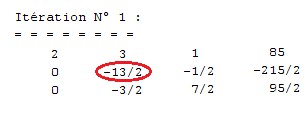 Itération N° 1 :
= = = = = = = =
2 3 1 85
0 -13/2 -1/2 -215/2
0 -3/2 7/2 95/2